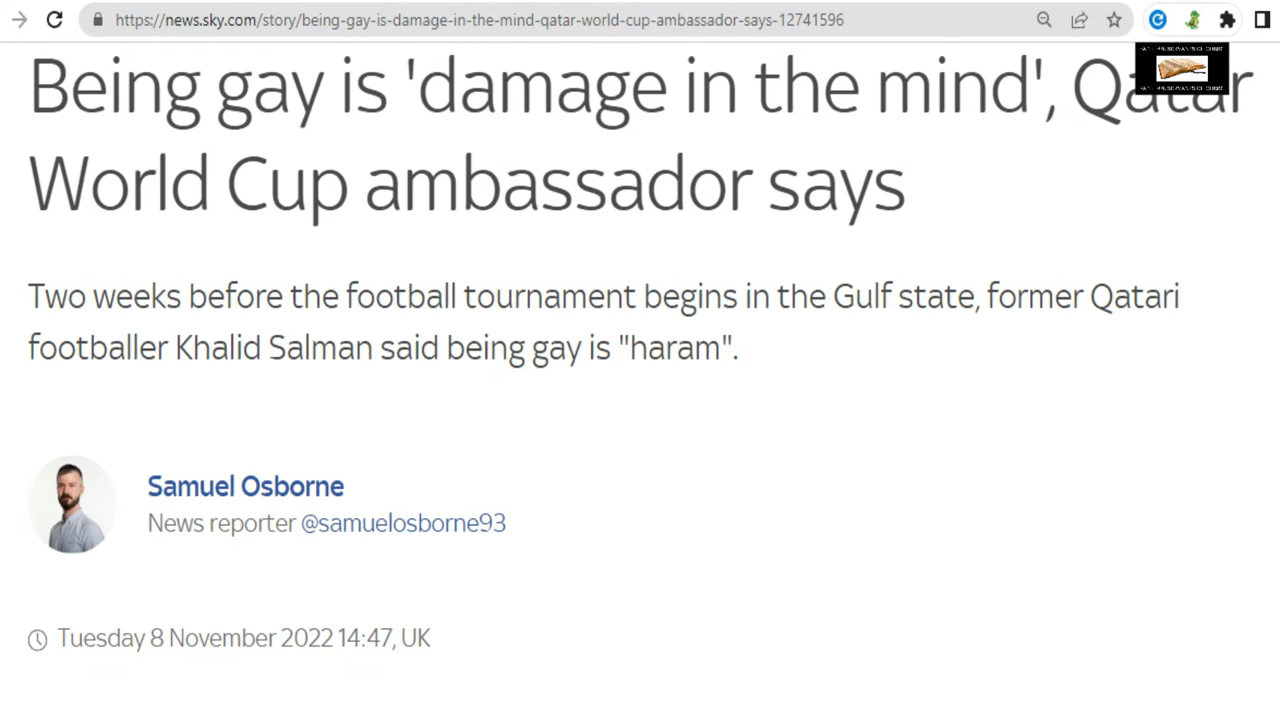 https://news.sky.com/story/being-gay-is-damage-in-the-mind-qatar-world-cup-ambassador-says-12741596
Being gay is 'damage in the mind', Qatar
World Cup ambassador says
Two weeks before the football tournament begins in the Gulf state, former Qatari
footballer Khalid Salman said being gay is "haram".
Samuel Osborne
News reporter @samuelosborne93
Tuesday 8 November 2022 14:47, UK